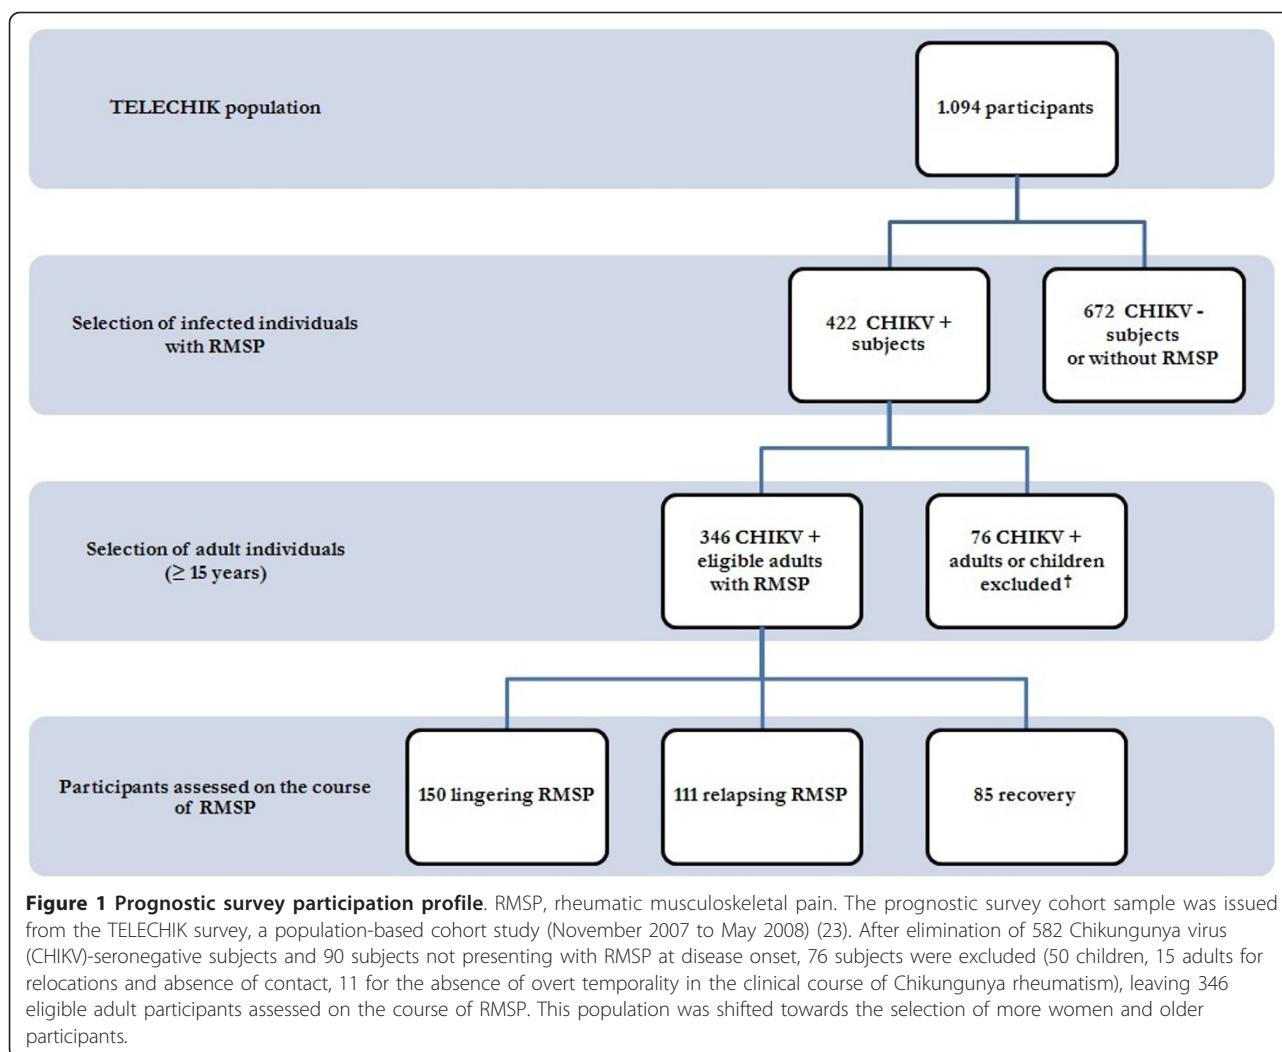 TELECHIK population
1.094 participants
Selection of infected individuals
with RMSP
422 CHIKV +
subjects
672 CHIKV -
subjects
or without RMSP
Selection of adult individuals
(≥ 15 years)
346 CHIKV +
eligible adults
with RMSP
76 CHIKV +
adults or children
excluded†
Participants assessed on the course
of RMSP
150 lingering RMSP
111 relapsing RMSP
85 recovery
Figure 1 Prognostic survey participation profile. RMSP, rheumatic musculoskeletal pain. The prognostic survey cohort sample was issued
from the TELECHIK survey, a population-based cohort study (November 2007 to May 2008) (23). After elimination of 582 Chikungunya virus
(CHIKV)-seronegative subjects and 90 subjects not presenting with RMSP at disease onset, 76 subjects were excluded (50 children, 15 adults for
relocations and absence of contact, 11 for the absence of overt temporality in the clinical course of Chikungunya rheumatism), leaving 346
eligible adult participants assessed on the course of RMSP. This population was shifted towards the selection of more women and older
participants.